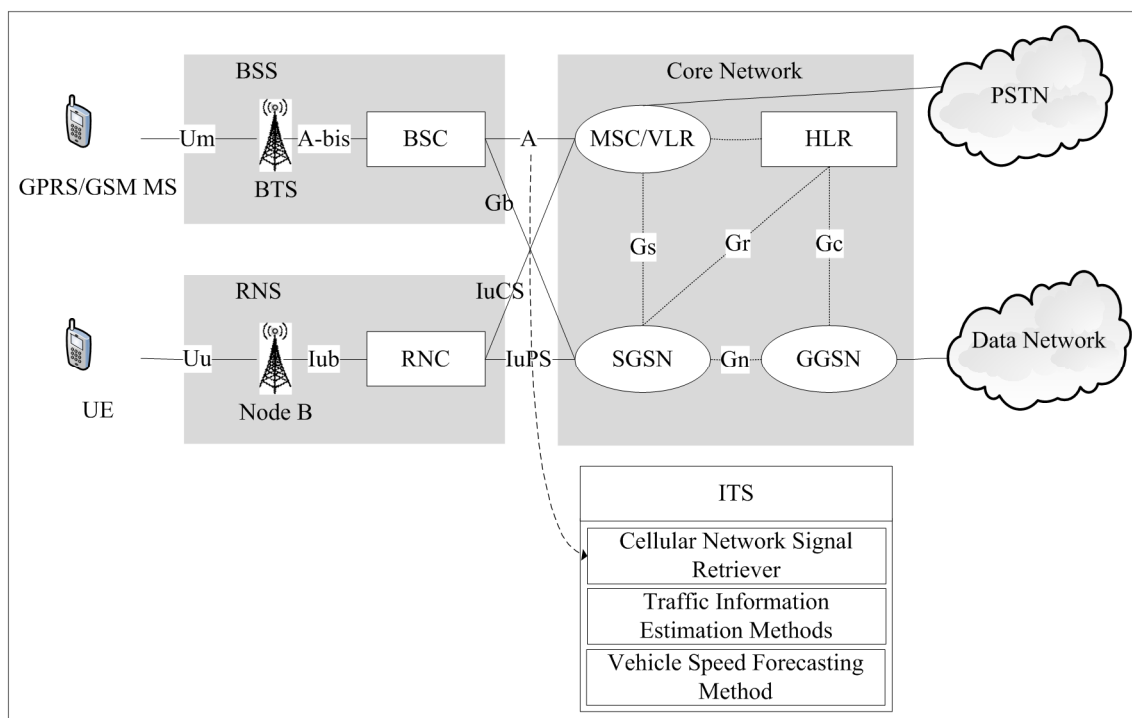 BSS
Core Network
PSTN
Um
A-bis
BSC
A
MSC/VLR
HLR
GPRS/GSM MS
BTS
Gb
Gs
Gr
Gc
RNS
IuCS
Uu
Iub
RNC
IuPS
SGSN
Gn
GGSN
Data Network
UE
Node B
ITS
Cellular Network Signal
Retriever
Traffic Information
Estimation Methods
Vehicle Speed Forecasting
Method